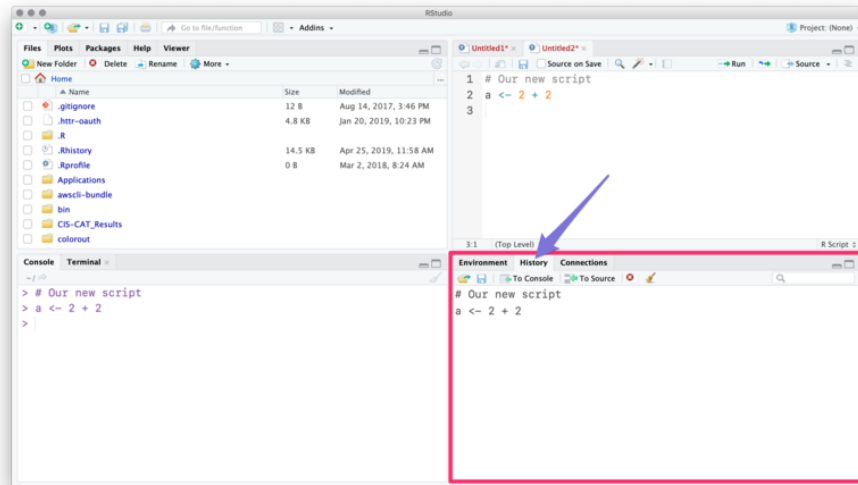 RStudio
Go to file/function
Addins
Project: (None)
Files Plots Packages Help Viewer
New Folder Delete Rename More
Home
Name Size Modified
.gitignore 12 B Aug 14, 2017, 3:46 PM
.httr-oauth 4.8 KB Jan 20, 2019, 10:23 PM
.R
.Rhistory 14.5 KB Apr 25, 2019, 11:58 AM
.Rprofile 0 B Mar 2, 2018, 8:24 AM
Applications
awscli-bundle
bin
CIS-CAT_Results
colorout
Untitled1* × Untitled2* ×
Source on Save Run Source
1 # Our new script
2 a <- 2 + 2
3
3:1 (Top Level) R Script
Console Terminal ×
~/
> # Our new script
> a <- 2 + 2
>
Environment History Connections
To Console To Source
# Our new script
a <- 2 + 2